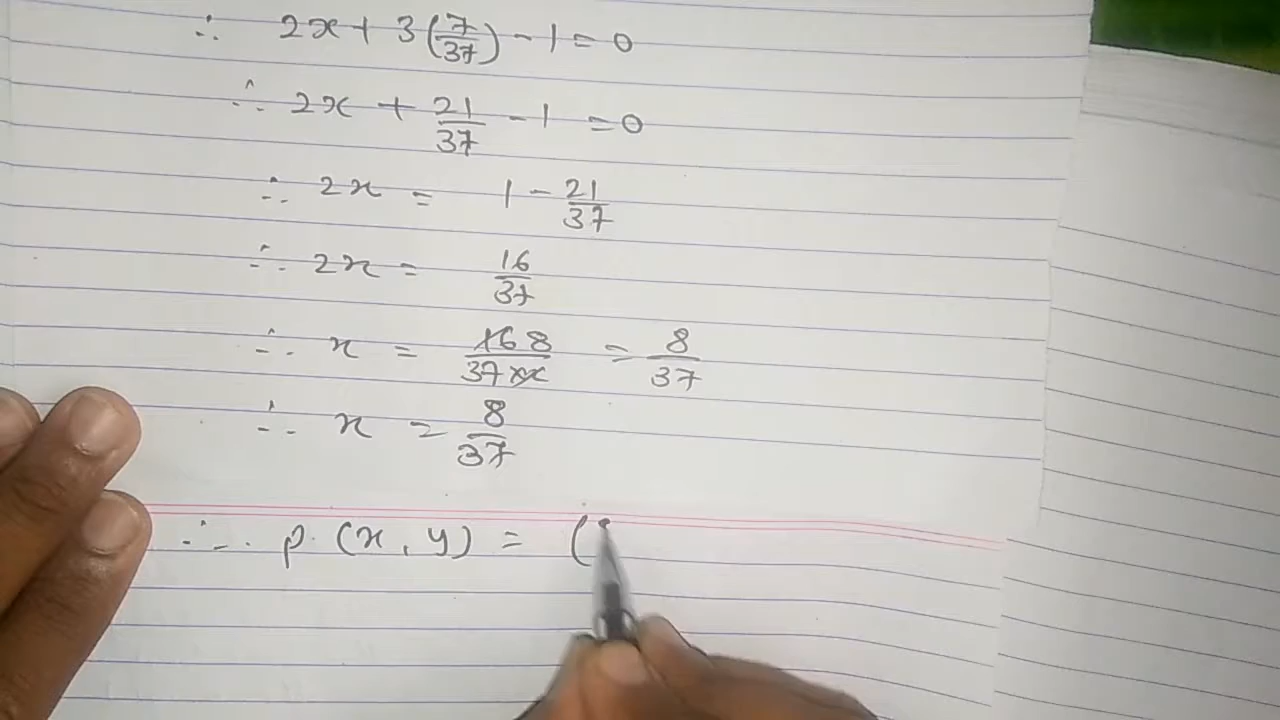 ∴ 2x + 3(7/37) - 1 = 0
∴ 2x + 21/37 - 1 = 0
∴ 2x = 1 - 21/37
∴ 2x = 16/37
∴ x = 16 8/37×2 = 8/37
∴ x = 8/37
∴ p (x, y) = (